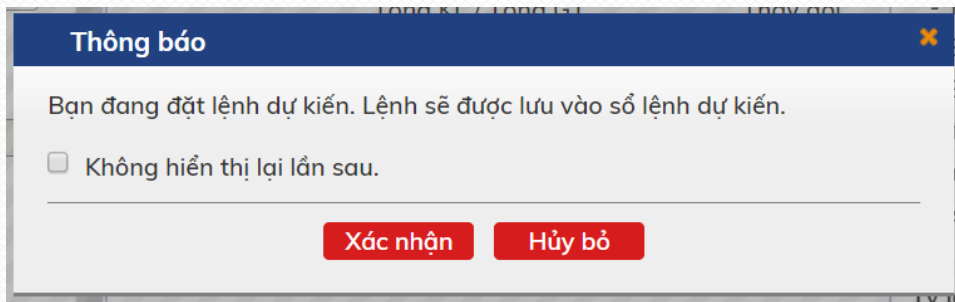 Thông báo
Bạn đang đặt lệnh dự kiến. Lệnh sẽ được lưu vào sổ lệnh dự kiến.
Không hiển thị lại lần sau.
Xác nhận Hủy bỏ